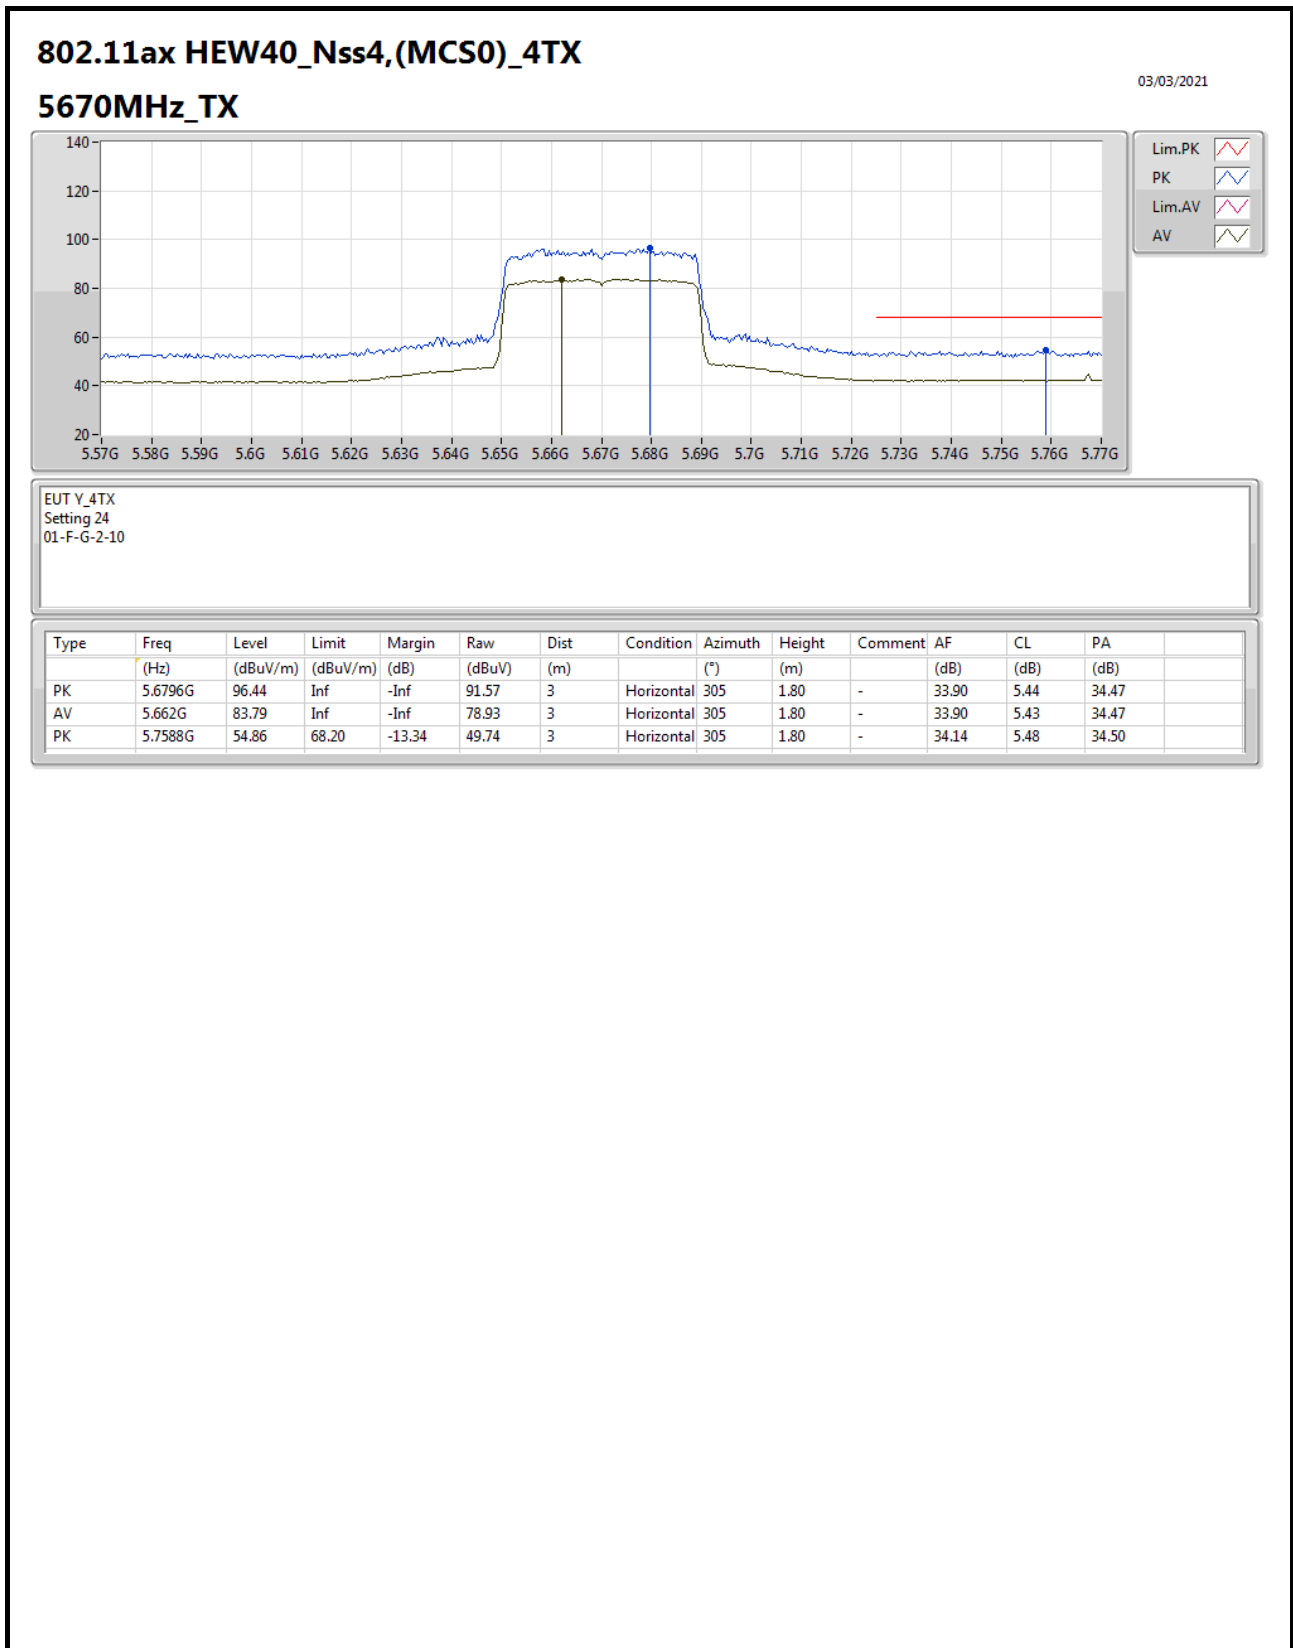 802.11ax HEW40_Nss4,(MCS0)_4TX
03/03/2021
5670MHz_TX
140
120
100
80
60
40
20
5.57G 5.58G 5.59G 5.6G 5.61G 5.62G 5.63G 5.64G 5.65G 5.66G 5.67G 5.68G 5.69G 5.7G 5.71G 5.72G 5.73G 5.74G 5.75G 5.76G 5.77G
Lim.PK
PK
Lim.AV
AV
EUT Y_4TX
Setting 24
01-F-G-2-10
Type Freq Level Limit Margin Raw Dist Condition Azimuth Height Comment AF CL PA
(Hz) (dBuV/m) (dBuV/m) (dB) (dBuV) (m) (°) (m) (dB) (dB) (dB)
PK 5.6796G 96.44 Inf -Inf 91.57 3 Horizontal 305 1.80 - 33.90 5.44 34.47
AV 5.662G 83.79 Inf -Inf 78.93 3 Horizontal 305 1.80 - 33.90 5.43 34.47
PK 5.7588G 54.86 68.20 -13.34 49.74 3 Horizontal 305 1.80 - 34.14 5.48 34.50